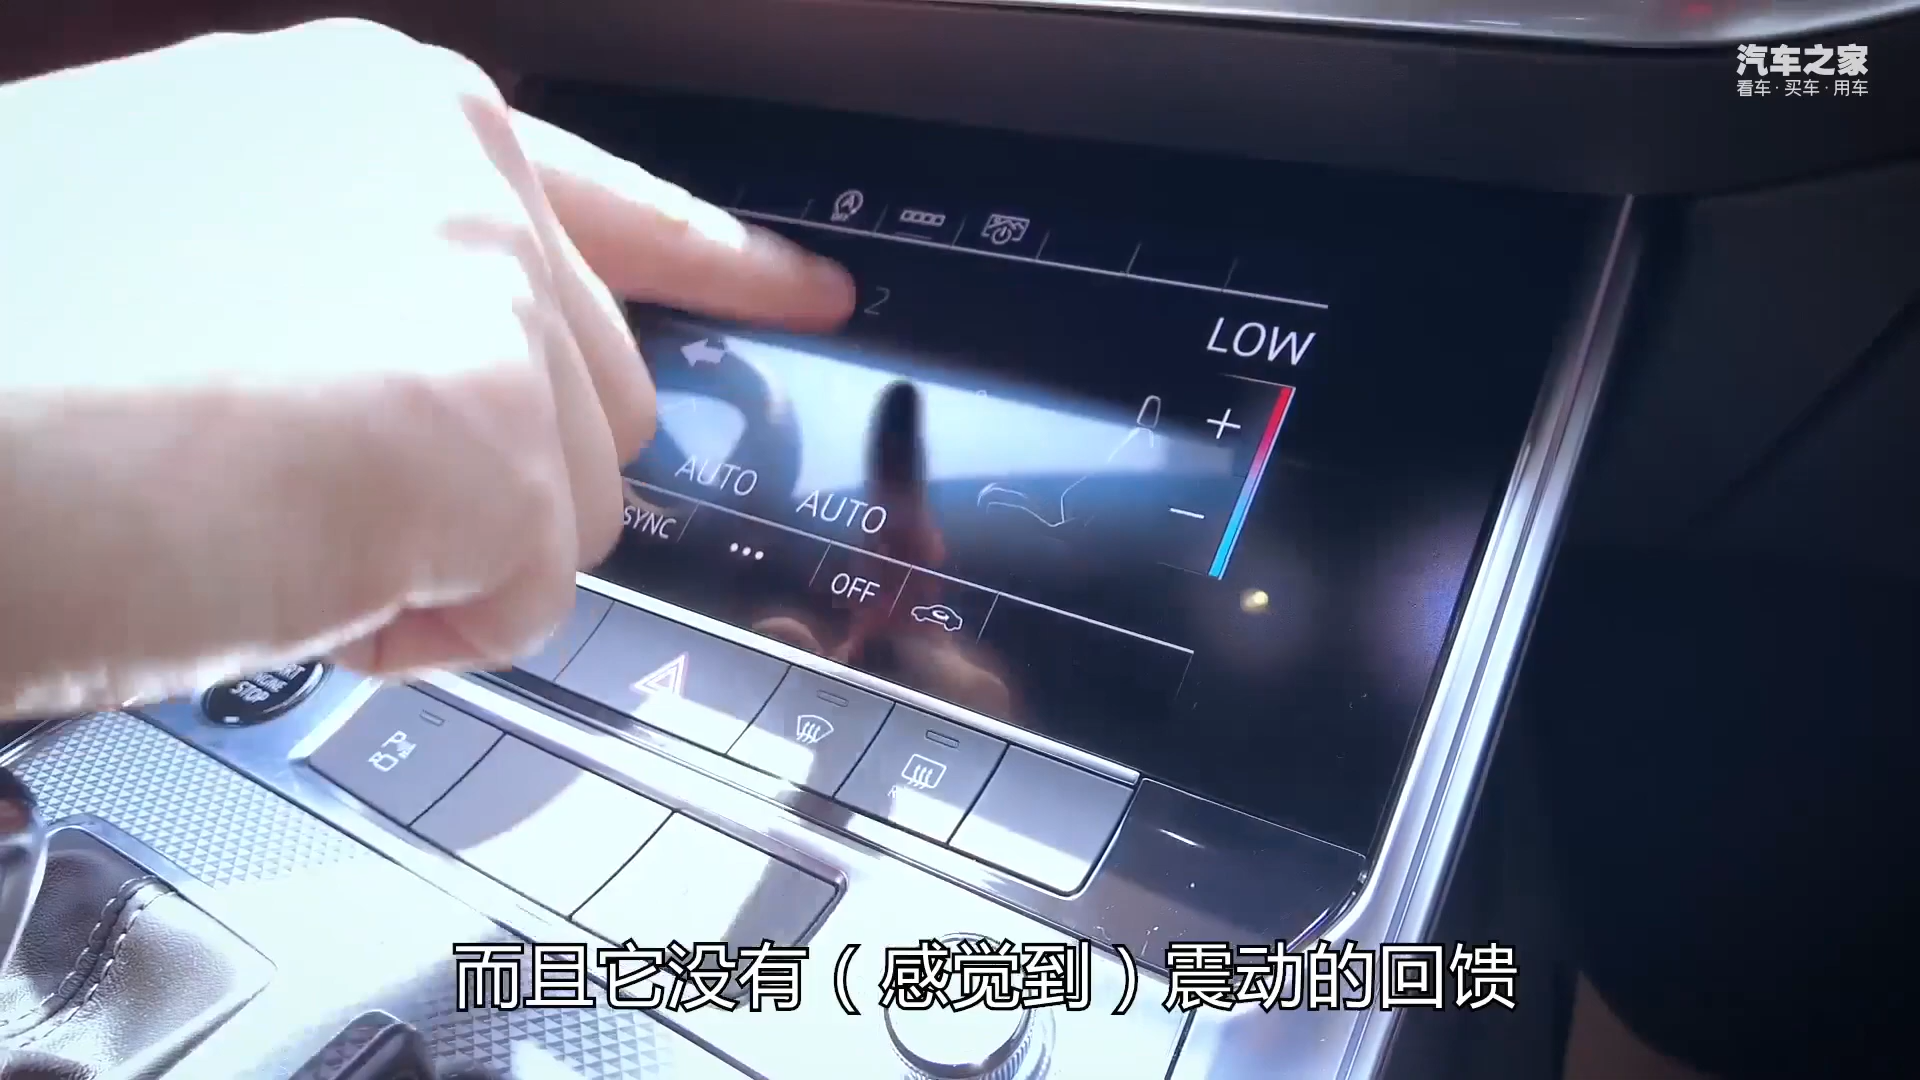 汽车之家
看车·买车·用车
2
LOW
+
AUTO
AUTO
−
SYNC
...
OFF
STOP
P
而且它没有（感觉到）震动的回馈